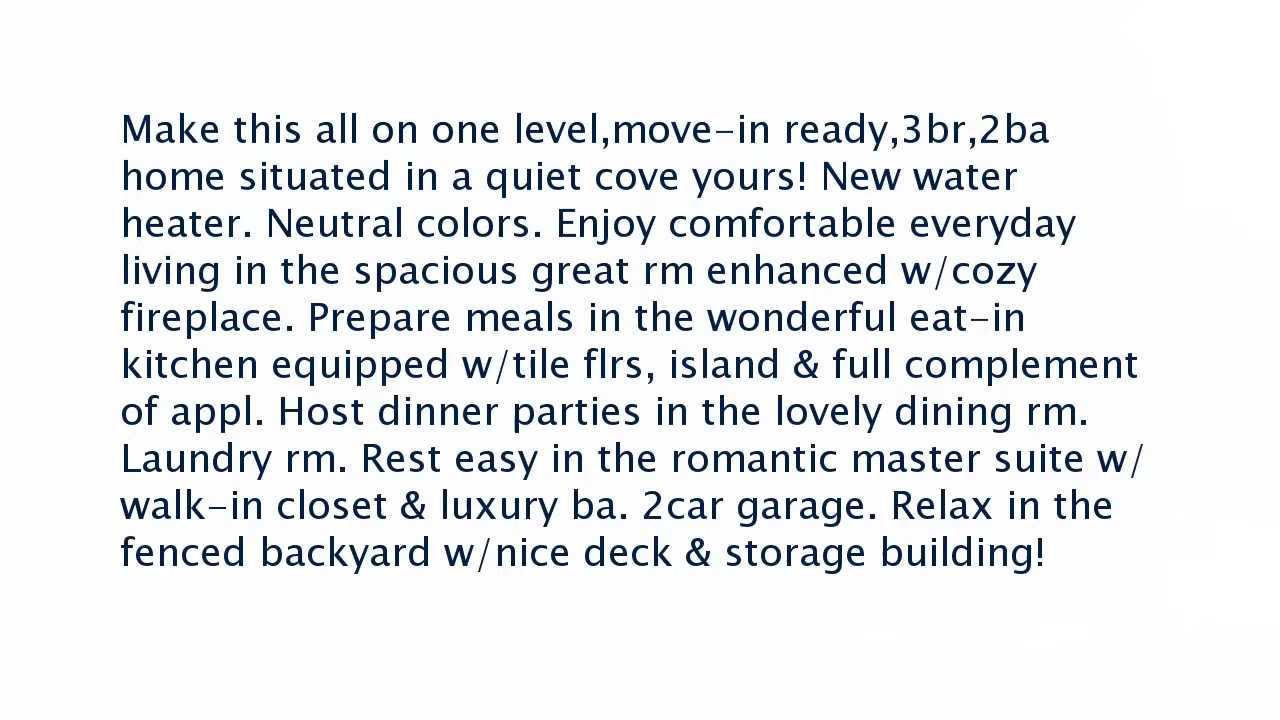 Make this all on one level,move-in ready,3br,2ba
home situated in a quiet cove yours! New water
heater. Neutral colors. Enjoy comfortable everyday
living in the spacious great rm enhanced w/cozy
fireplace. Prepare meals in the wonderful eat-in
kitchen equipped w/tile flrs, island & full complement
of appl. Host dinner parties in the lovely dining rm.
Laundry rm. Rest easy in the romantic master suite w/
walk-in closet & luxury ba. 2car garage. Relax in the
fenced backyard w/nice deck & storage building!